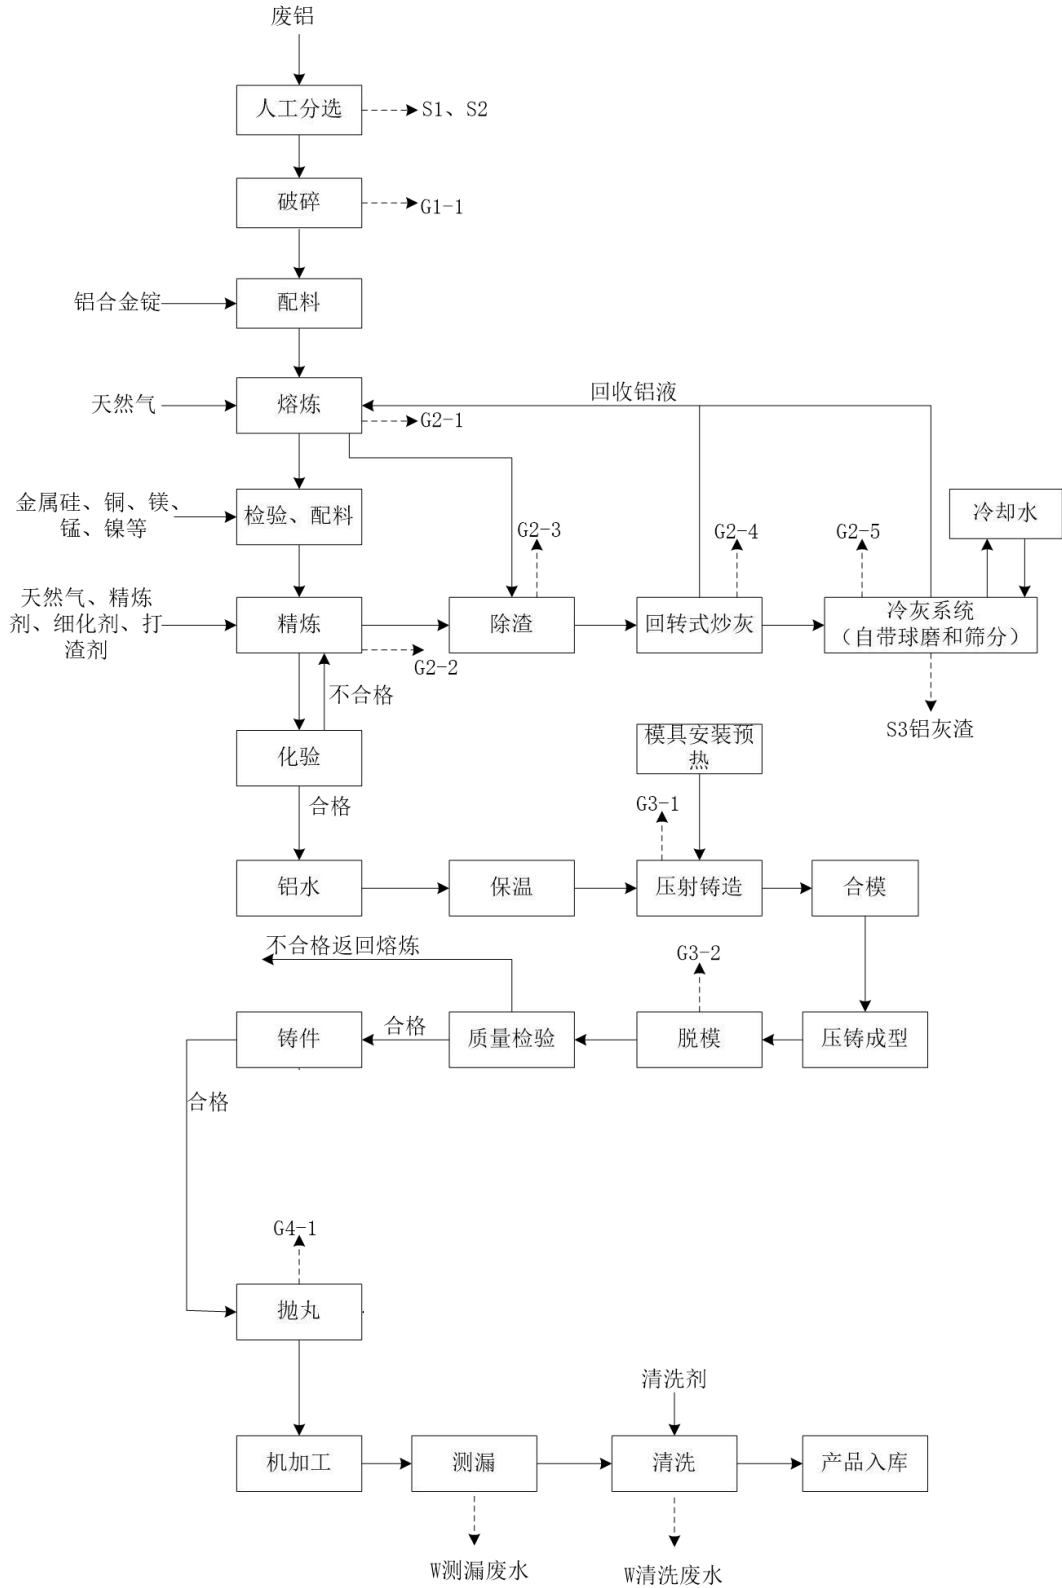 废铝
人工分选
S1、S2
破碎
G1-1
铝合金锭
配料
回收铝液
天然气
熔炼
G2-1
金属硅、铜、镁、
锰、镍等
检验、配料
冷却水
G2-3
G2-4
G2-5
天然气、精炼
剂、细化剂、打
渣剂
精炼
除渣
回转式炒灰
冷灰系统
（自带球磨和筛分）
G2-2
不合格
S3铝灰渣
化验
模具安装预
热
合格
G3-1
铝水
保温
压射铸造
合模
不合格返回熔炼
G3-2
铸件
合格
质量检验
脱模
压铸成型
合格
G4-1
抛丸
清洗剂
机加工
测漏
清洗
产品入库
W测漏废水
W清洗废水